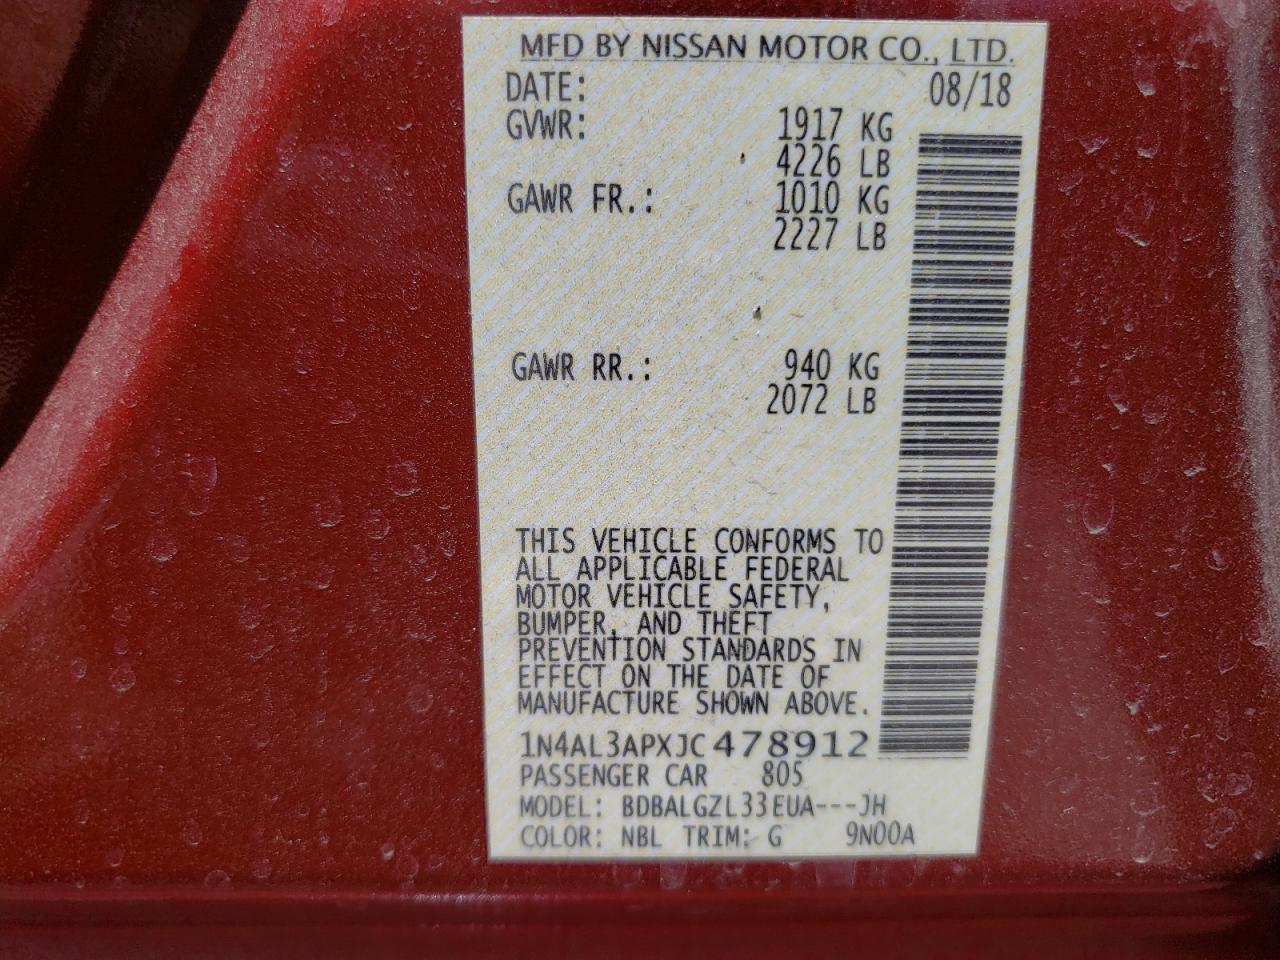 MFD BY NISSAN MOTOR CO., LTD.
DATE: 08/18
GVWR: 1917 KG
4226 LB
GAWR FR.: 1010 KG
2227 LB
GAWR RR.: 940 KG
2072 LB
THIS VEHICLE CONFORMS TO
ALL APPLICABLE FEDERAL
MOTOR VEHICLE SAFETY,
BUMPER, AND THEFT
PREVENTION STANDARDS IN
EFFECT ON THE DATE OF
MANUFACTURE SHOWN ABOVE.
1N4AL3APXJC478912
PASSENGER CAR 805
MODEL: BDBALGZL33EUA---JH
COLOR: NBL TRIM: G 9N00A